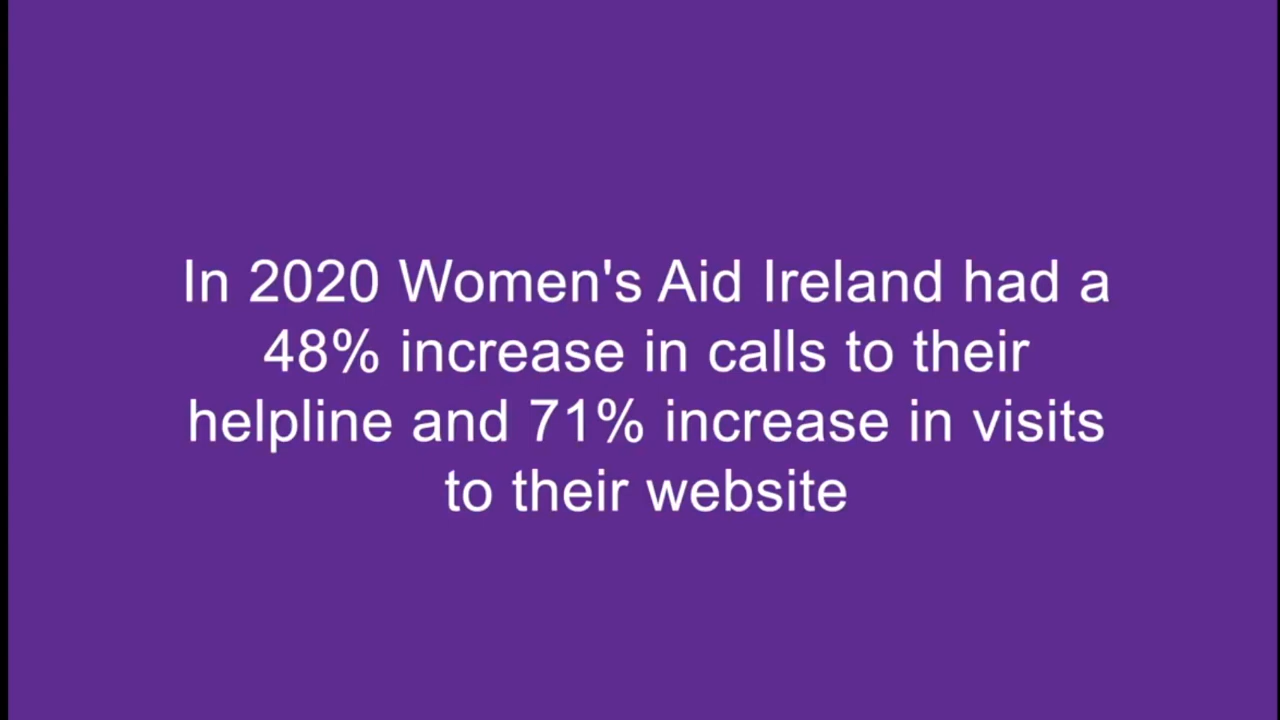 In 2020 Women's Aid Ireland had a
48% increase in calls to their
helpline and 71% increase in visits
to their website